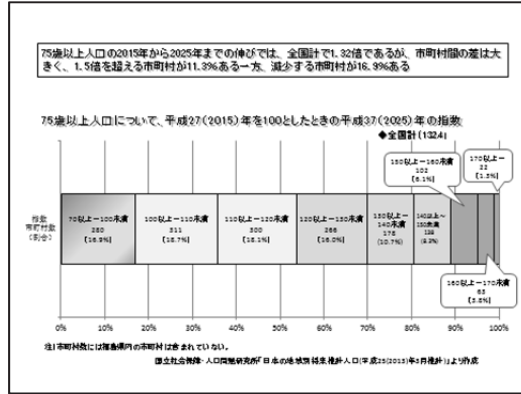 75歳以上人口の2015年から2025年までの伸びでは、全国計で1.32倍であるが、市町村間の差は大
きく、1.5倍を超える市町村が11.3%ある一方、減少する市町村が16.9%ある
75歳以上人口について、平成27(2015)年を100としたときの平成37(2025)年の指数
◆全国計(132.4)
150以上-160未満
102
(6.1%)
170以上-
22
(1.3%)
指数
市町村数
(割合)
70以上-100未満
280
(16.9%)
100以上-110未満
311
(18.7%)
110以上-120未満
300
(18.1%)
120以上-130未満
266
(16.0%)
130以上-
140未満
178
(10.7%)
140以上-
150未満
138
(8.3%)
160以上-170未満
63
(3.8%)
0% 10% 20% 30% 40% 50% 60% 70% 80% 90% 100%
注)市町村数には福島県内の市町村は含まれていない。
国立社会保障・人口問題研究所「日本の地域別将来推計人口(平成25(2013)年3月推計)」より作成